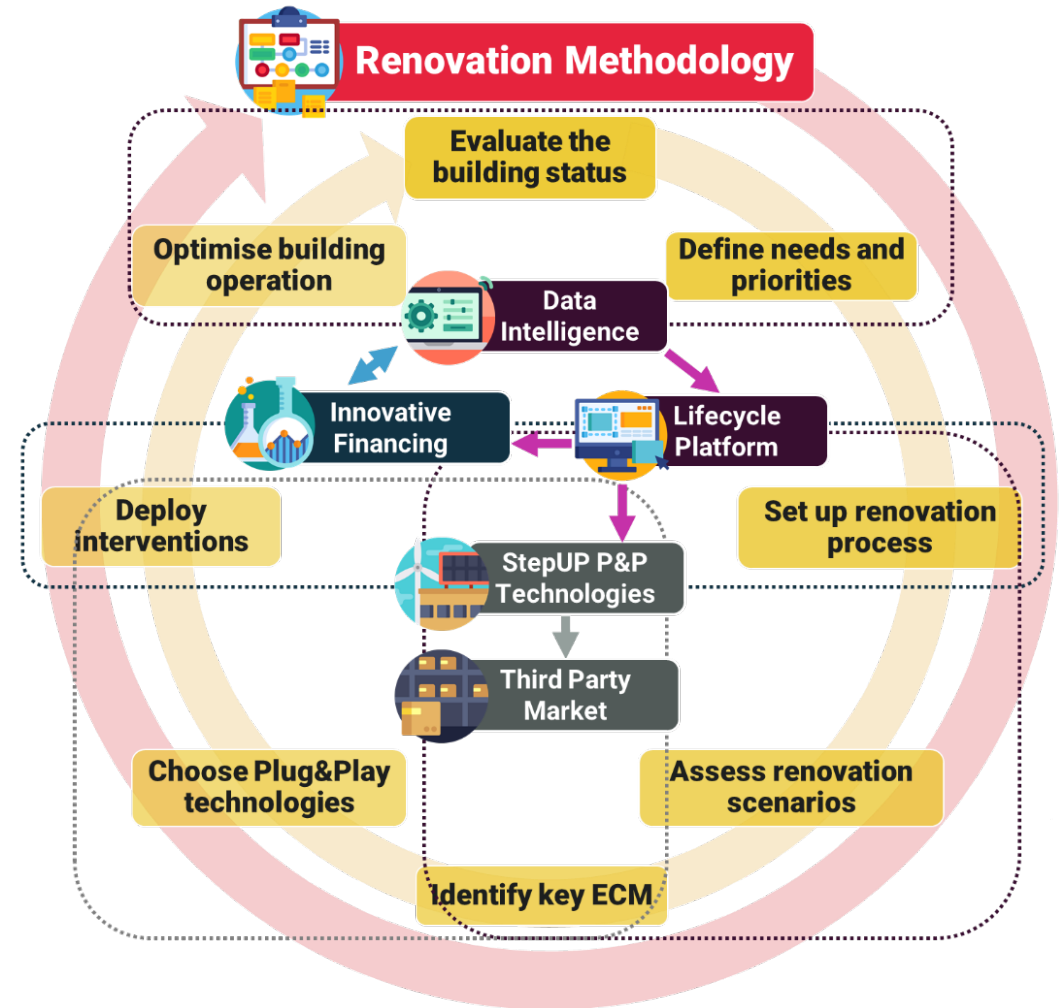 Renovation Methodology
Evaluate the
building status
Optimise building
operation
Define needs and
priorities
Data
Intelligence
Innovative
Financing
Lifecycle
Platform
Deploy
interventions
Set up renovation
process
StepUP P&P
Technologies
Third Party
Market
Choose Plug&Play
technologies
Assess renovation
scenarios
Identify key ECM